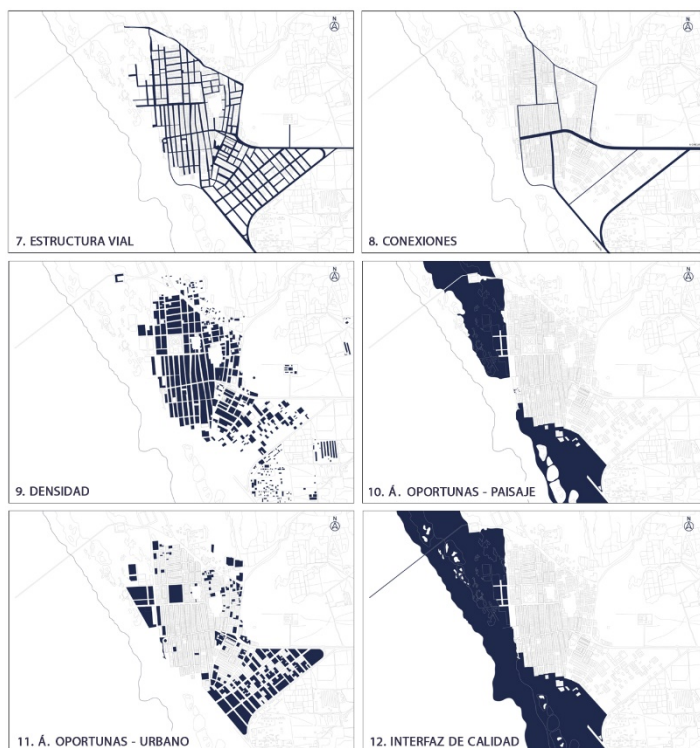 N
7. ESTRUCTURA VIAL
N
8. CONEXIONES
N
9. DENSIDAD
N
10. Á. OPORTUNAS - PAISAJE
N
11. Á. OPORTUNAS - URBANO
N
12. INTERFAZ DE CALIDAD